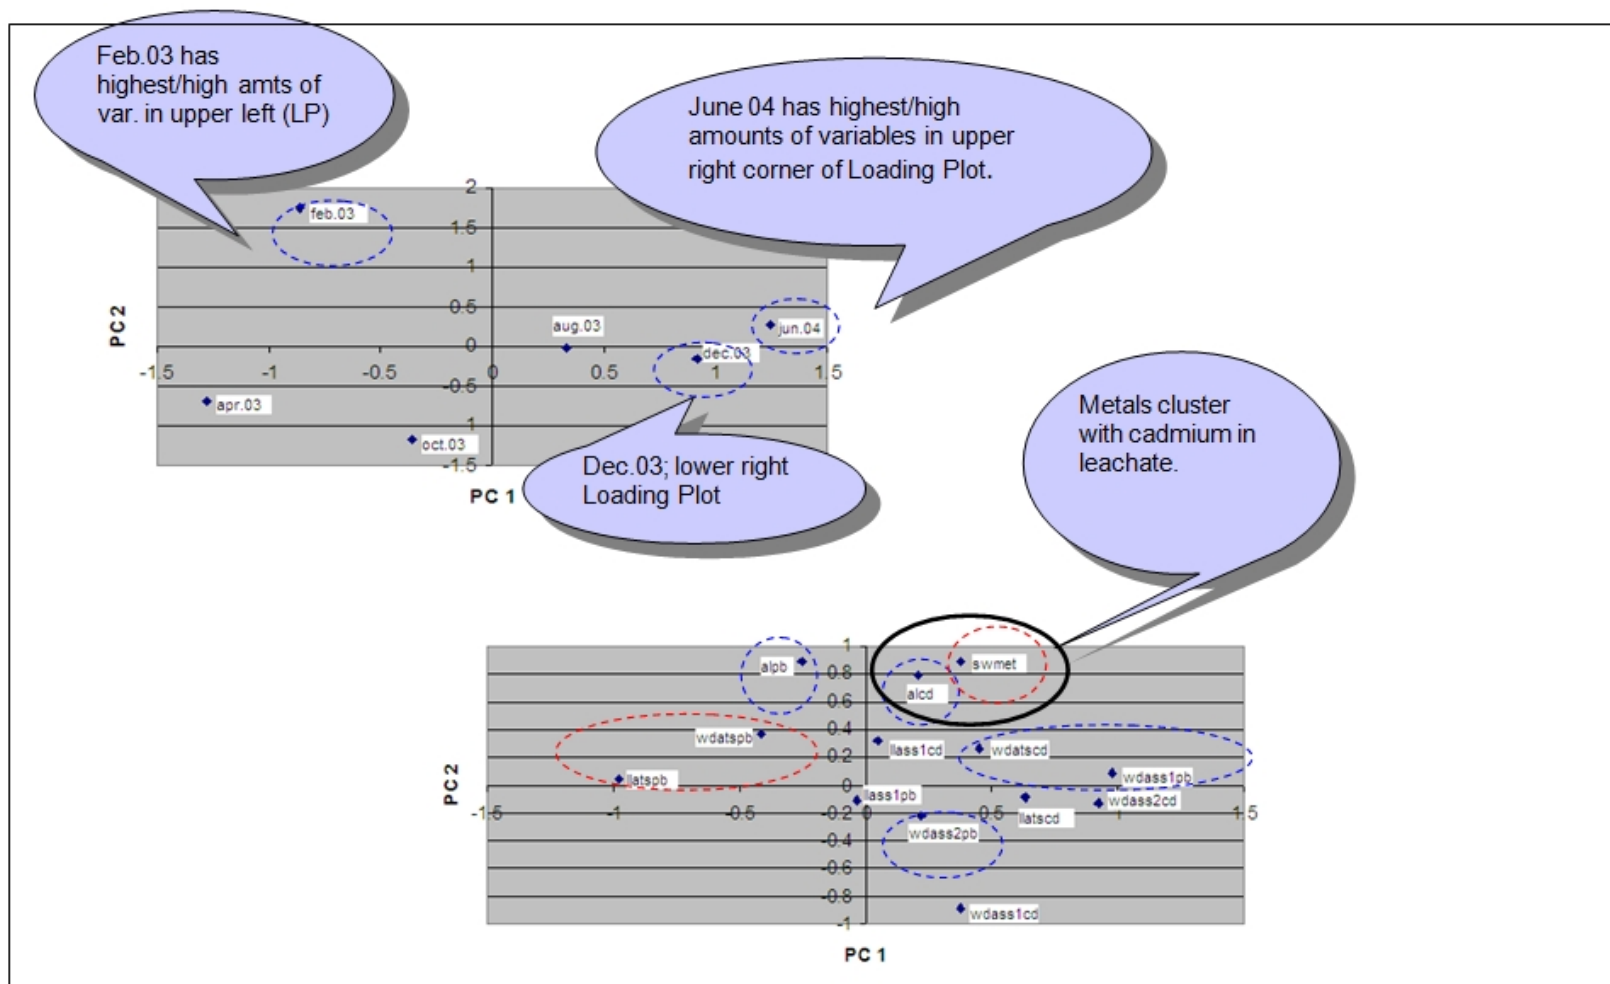 Feb.03 has
highest/high amts of
var. in upper left (LP)
June 04 has highest/high
amounts of variables in upper
right corner of Loading Plot.
2
feb.03
1.5
1
0.5
aug.03
jun.04
0
dec.03
-1.5
-1
-0.5
0
0.5
1
1.5
-0.5
apr.03
-1
oct.03
-1.5
PC 2
PC 1
Dec.03; lower right
Loading Plot
Metals cluster
with cadmium in
leachate.
1
alpb
swmet
0.8
alcd
0.6
0.4
wdatspb
llass1cd
wdatscd
0.2
llatspb
wdass1pb
0
llass1pb
wdass2cd
-1.5
-1
-0.5
0.5
1
1.5
-0.2
llatscd
wdass2pb
-0.4
-0.6
-0.8
wdass1cd
-1
PC 2
PC 1